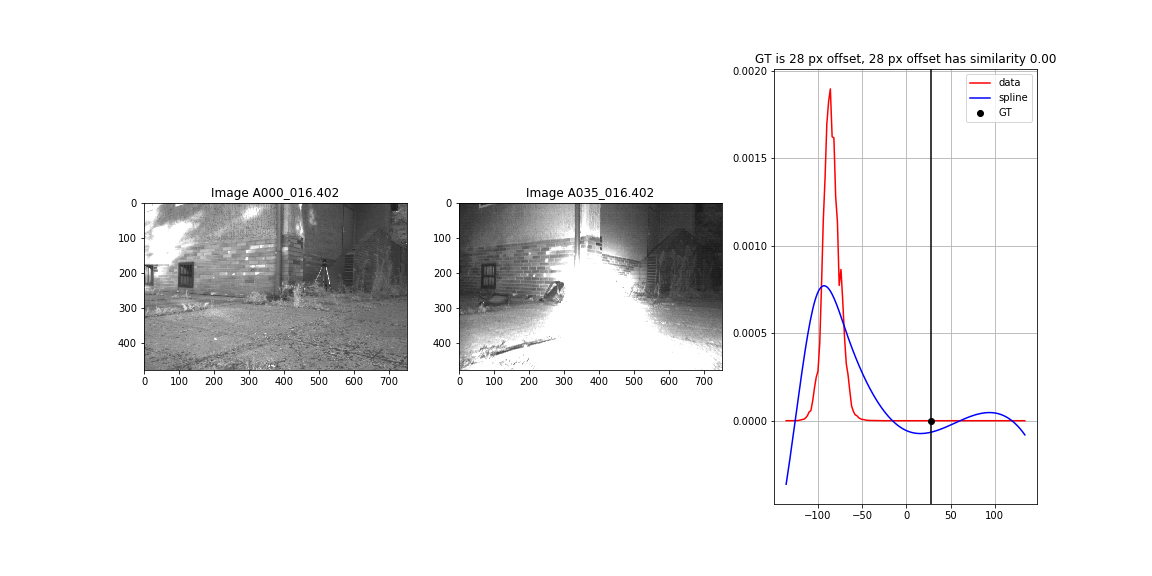 Image A000_016.402
0
100
200
300
400
0 100 200 300 400 500 600 700
Image A035_016.402
0
100
200
300
400
0 100 200 300 400 500 600 700
GT is 28 px offset, 28 px offset has similarity 0.00
0.0020
0.0015
0.0010
0.0005
0.0000
−100 −50 0 50 100
data
spline
GT